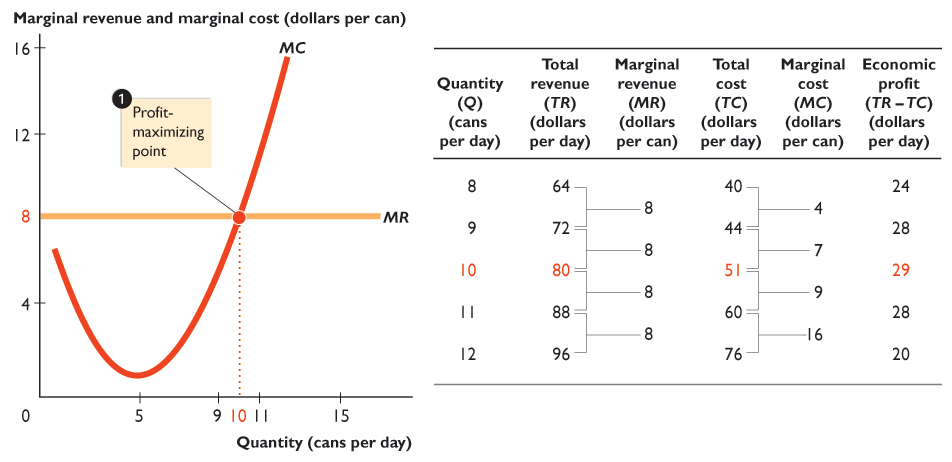 Marginal revenue and marginal cost (dollars per can)
16
MC
1
Profit-
maximizing
point
12
8
MR
4
0
5
9
10
11
15
Quantity (cans per day)
Quantity
(Q)
(cans
per day)
Total
revenue
(TR)
(dollars
per day)
Marginal
revenue
(MR)
(dollars
per can)
Total
cost
(TC)
(dollars
per day)
Marginal
cost
(MC)
(dollars
per can)
Economic
profit
(TR – TC)
(dollars
per day)
8 64 40 24
8 4
9 72 44 28
8 7
10 80 51 29
8 9
11 88 60 28
8 16
12 96 76 20